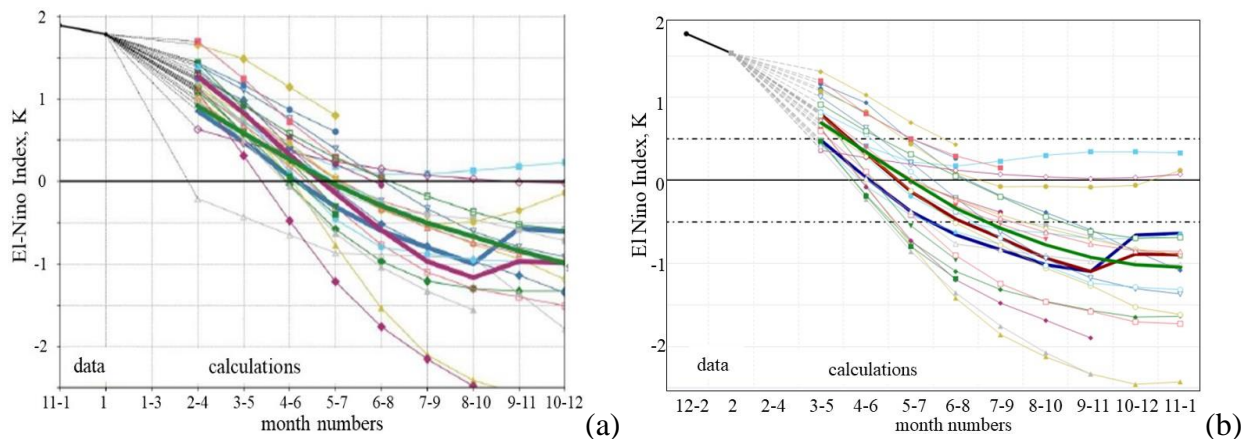 2
1
0
-1
-2
El-Nino Index, K
data
calculations
11-1 1 1-3 2-4 3-5 4-6 5-7 6-8 7-9 8-10 9-11 10-12
month numbers
(a)
2
1
0
-1
-2
El Nino Index, K
data
calculations
12-2 2 2-4 3-5 4-6 5-7 6-8 7-9 8-10 9-11 10-12 11-1
month numbers
(b)